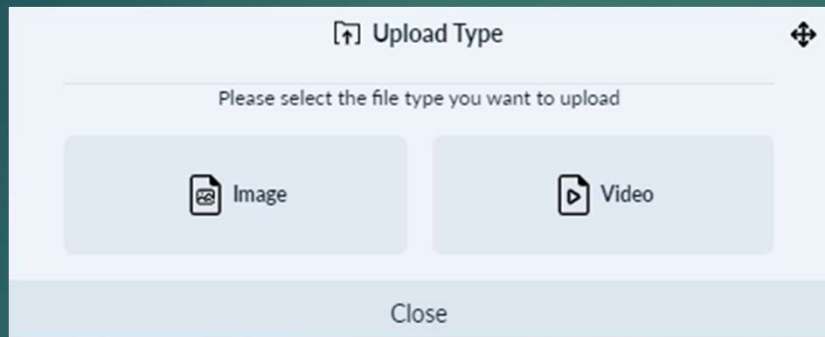 Upload Type
Please select the file type you want to upload
Image
Video
Close